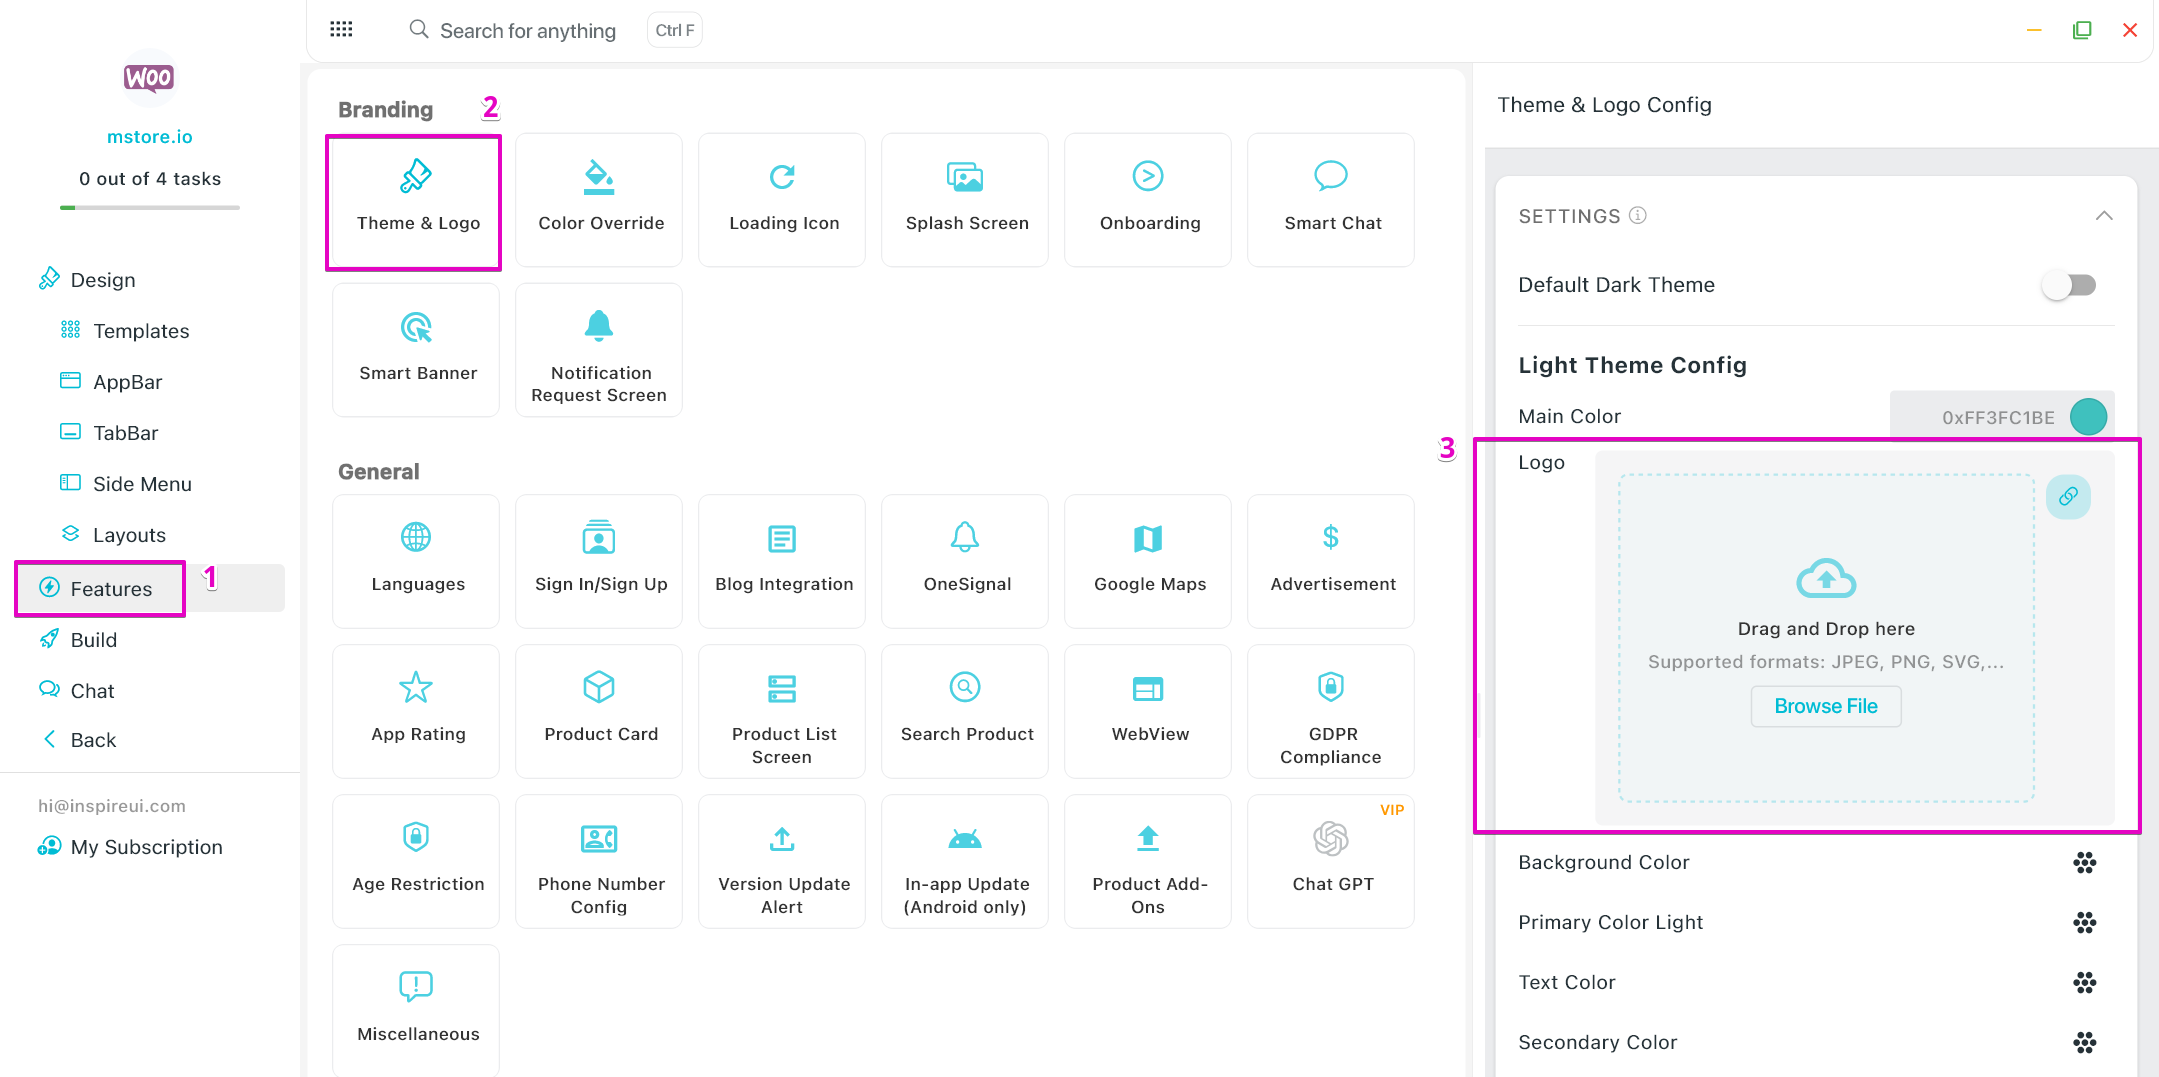 Search for anything
Ctrl F
WOO
mstore.io
0 out of 4 tasks
Design
Templates
AppBar
TabBar
Side Menu
Layouts
Features
1
Build
Chat
Back
hi@inspireui.com
My Subscription
Branding
2
Theme & Logo
Color Override
Loading Icon
Splash Screen
Onboarding
Smart Chat
Smart Banner
Notification
Request Screen
General
Languages
Sign In/Sign Up
Blog Integration
OneSignal
Google Maps
Advertisement
App Rating
Product Card
Product List
Screen
Search Product
WebView
GDPR
Compliance
Age Restriction
Phone Number
Config
Version Update
Alert
In-app Update
(Android only)
Product Add-
Ons
VIP
Chat GPT
Miscellaneous
Theme & Logo Config
SETTINGS
Default Dark Theme
Light Theme Config
Main Color
0xFF3FC1BE
3
Logo
Drag and Drop here
Supported formats: JPEG, PNG, SVG,...
Browse File
Background Color
Primary Color Light
Text Color
Secondary Color